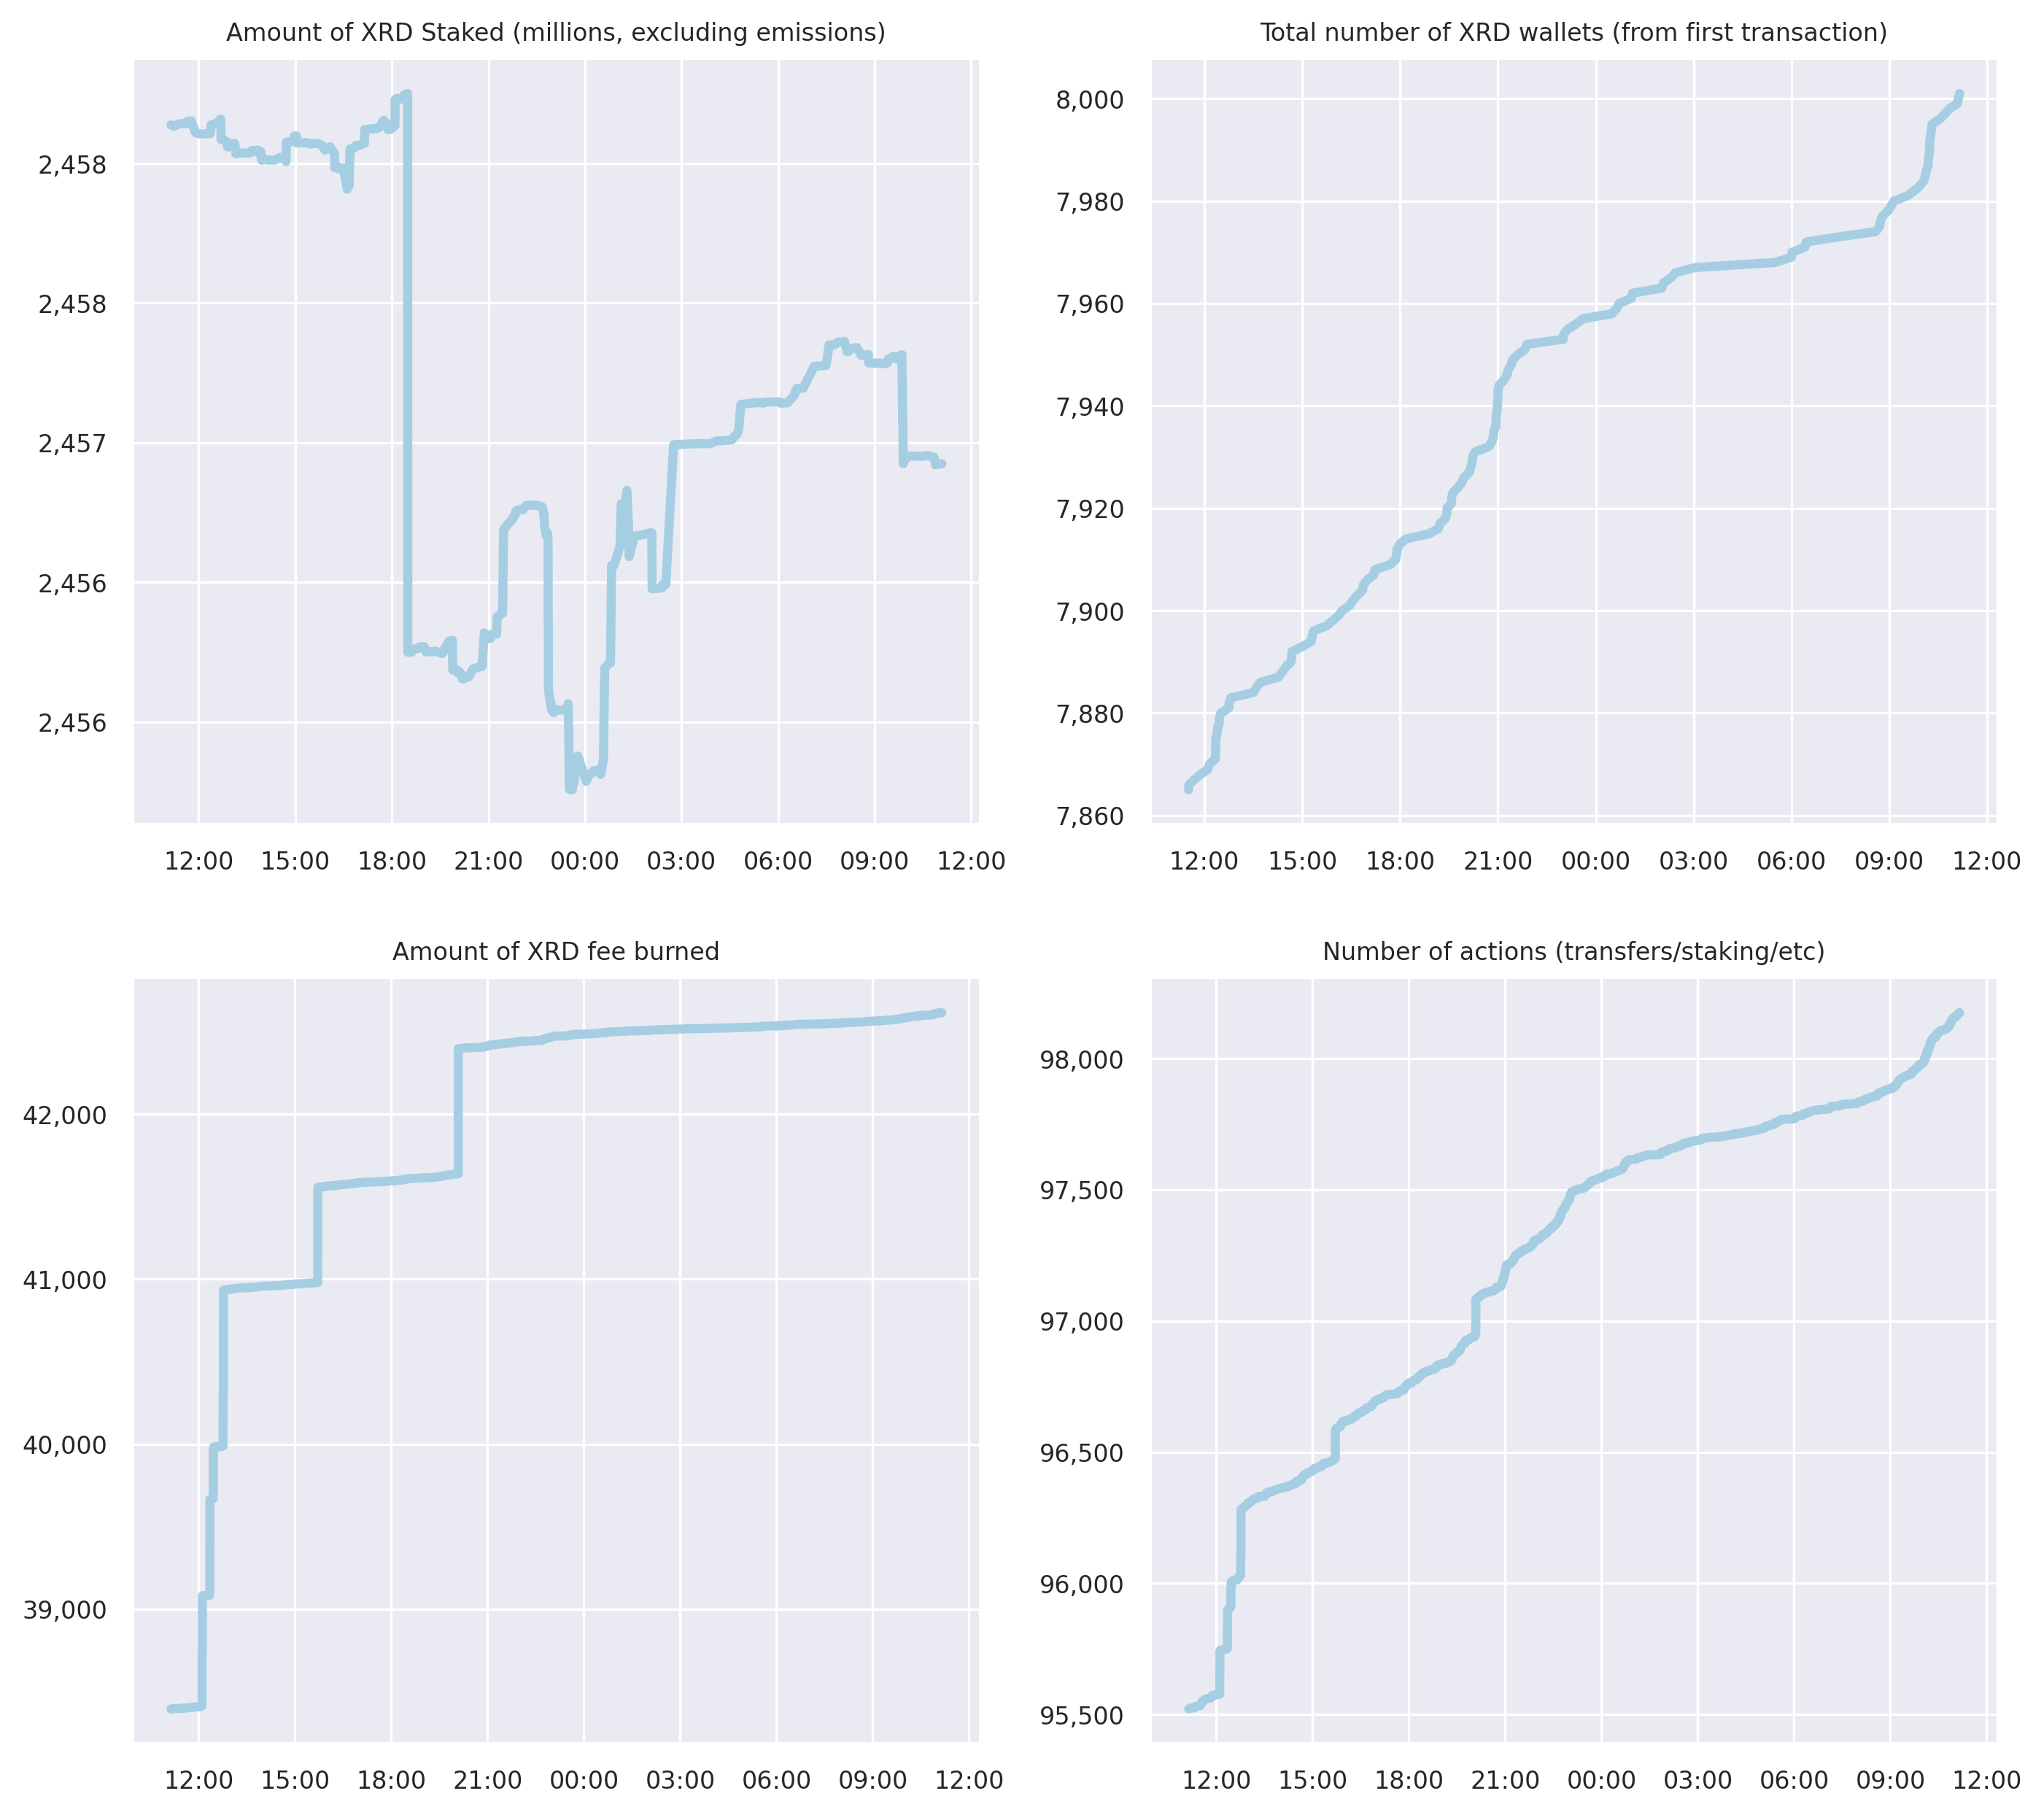 Amount of XRD Staked (millions, excluding emissions)
2,458
2,458
2,457
2,456
2,456
12:00 15:00 18:00 21:00 00:00 03:00 06:00 09:00 12:00
Total number of XRD wallets (from first transaction)
8,000
7,980
7,960
7,940
7,920
7,900
7,880
7,860
12:00 15:00 18:00 21:00 00:00 03:00 06:00 09:00 12:00
Amount of XRD fee burned
42,000
41,000
40,000
39,000
12:00 15:00 18:00 21:00 00:00 03:00 06:00 09:00 12:00
Number of actions (transfers/staking/etc)
98,000
97,500
97,000
96,500
96,000
95,500
12:00 15:00 18:00 21:00 00:00 03:00 06:00 09:00 12:00